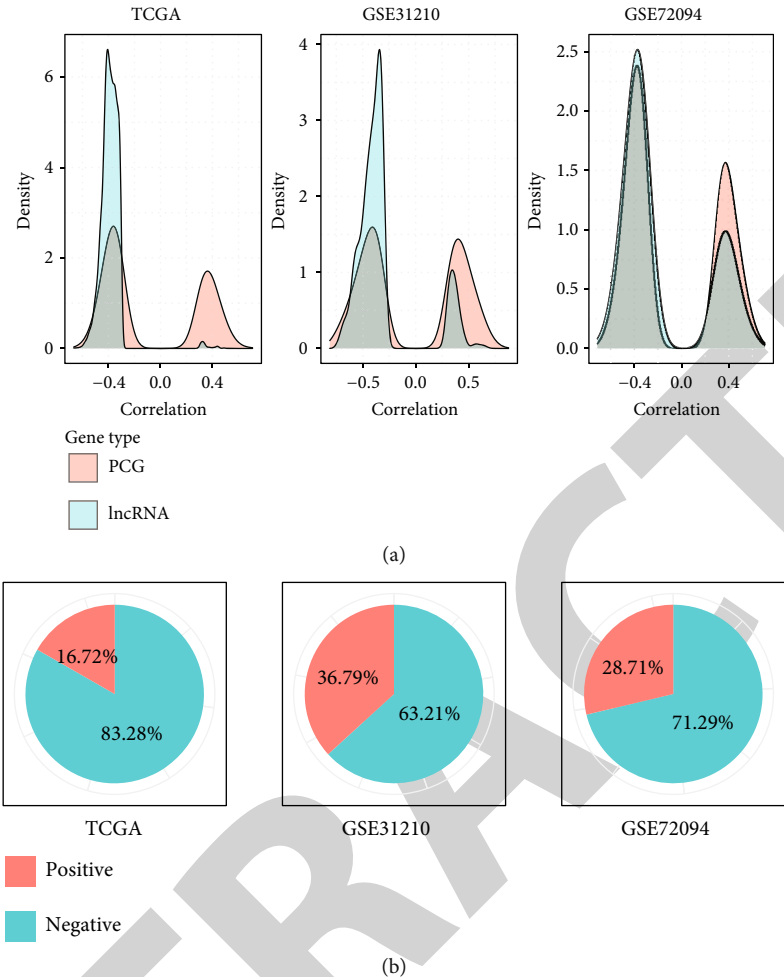 TCGA
GSE31210
GSE72094
Density
6
4
2
0
−0.4
0.0
0.4
Correlation
Density
4
3
2
1
0
−0.5
0.0
0.5
Correlation
Density
2.5
2.0
1.5
1.0
0.5
0.0
−0.4
0.0
0.4
Correlation
Gene type
PCG
lncRNA
(a)
16.72%
83.28%
TCGA
36.79%
63.21%
GSE31210
28.71%
71.29%
GSE72094
Positive
Negative
(b)